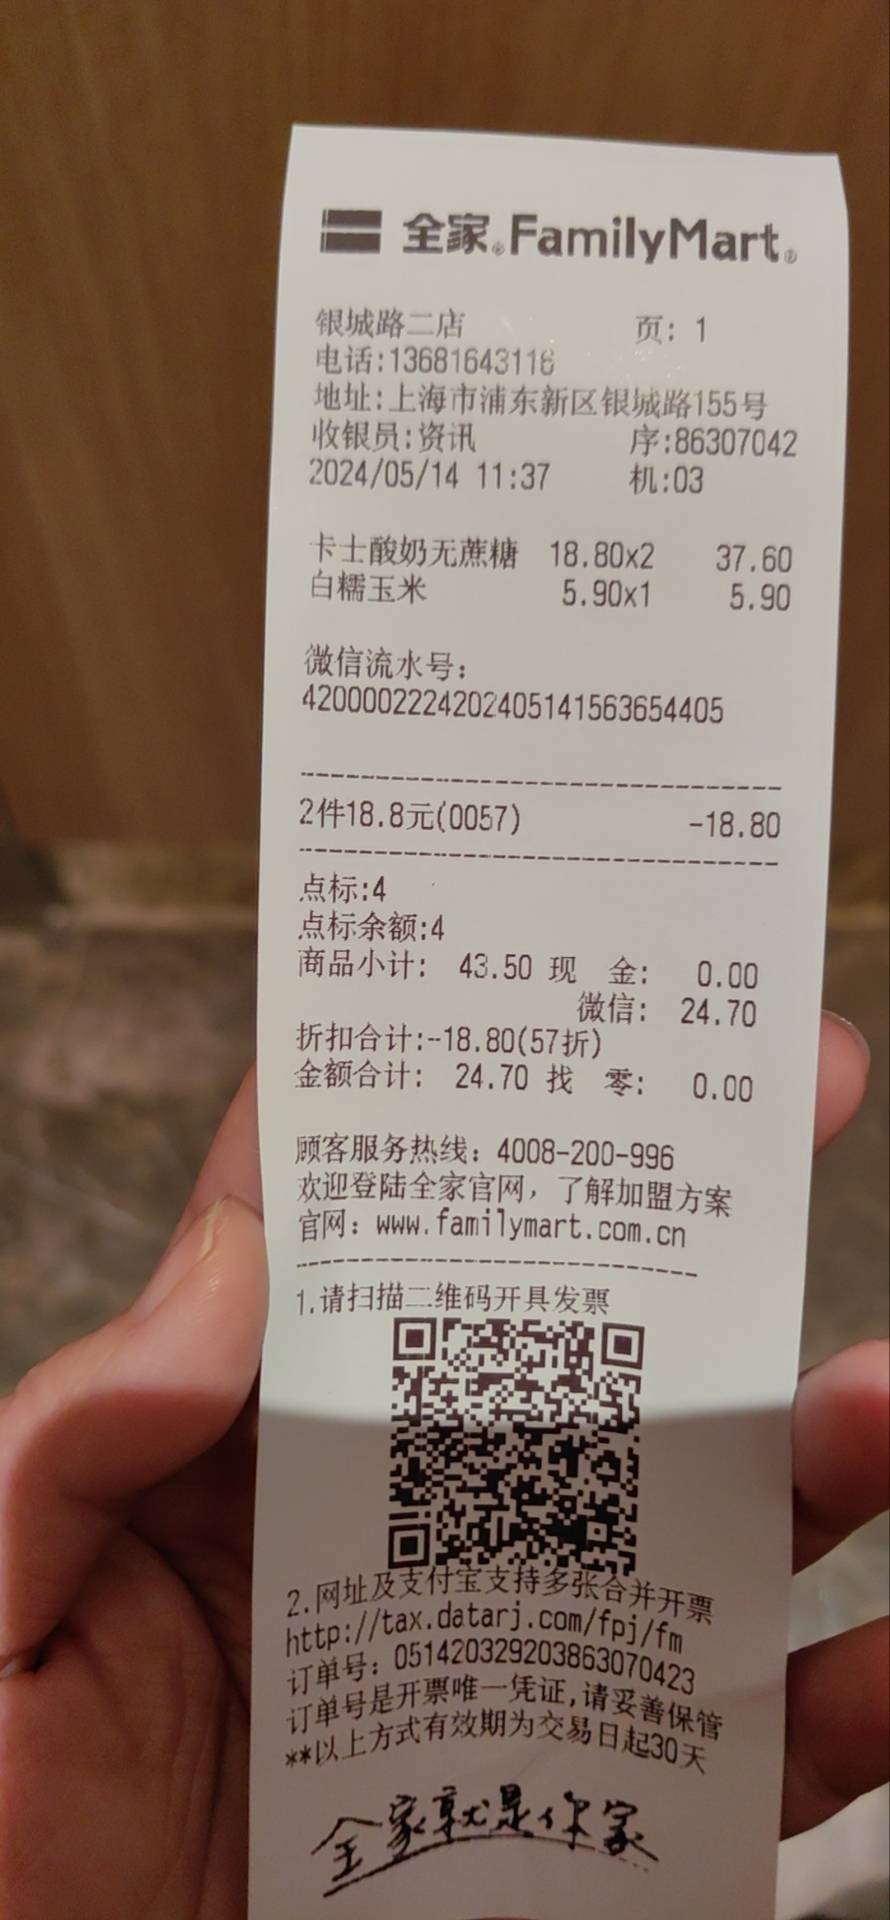 全家®FamilyMart®
银城路二店 页: 1
电话:13681643116
地址:上海市浦东新区银城路155号
收银员:资讯 序:86307042
2024/05/14 11:37 机:03
卡士酸奶无蔗糖 18.80x2 37.60
白糯玉米 5.90x1 5.90
微信流水号:
4200002224202405141563654405
2件18.8元(0057) -18.80
点标:4
点标余额:4
商品小计: 43.50 现 金: 0.00
微信: 24.70
折扣合计:-18.80(57折)
金额合计: 24.70 找 零: 0.00
顾客服务热线: 4008-200-996
欢迎登陆全家官网, 了解加盟方案
官网: www.familymart.com.cn
1.请扫描二维码开具发票
2.网址及支付宝支持多张合并开票
http://tax.datarj.com/fpj/fm
订单号: 051420329203863070423
订单号是开票唯一凭证,请妥善保管
**以上方式有效期为交易日起30天
全家就是你家